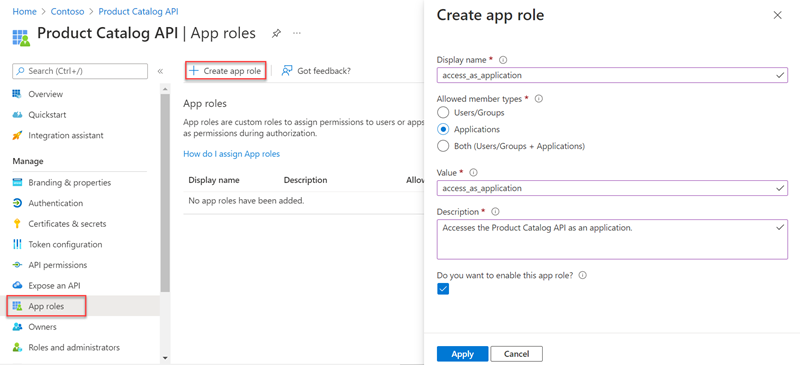 Home > Contoso > Product Catalog API
Product Catalog API | App roles
Search (Ctrl+/)
«
Overview
Quickstart
Integration assistant
Manage
Branding & properties
Authentication
Certificates & secrets
Token configuration
API permissions
Expose an API
App roles
Owners
Roles and administrators
+ Create app role
Got feedback?
App roles
App roles are custom roles to assign permissions to users or apps
as permissions during authorization.
How do I assign App roles
Display name Description Allow
No app roles have been added.
Create app role
Display name *
access_as_application
Allowed member types *
Users/Groups
Applications
Both (Users/Groups + Applications)
Value *
access_as_application
Description *
Accesses the Product Catalog API as an application.
Do you want to enable this app role?
Apply Cancel